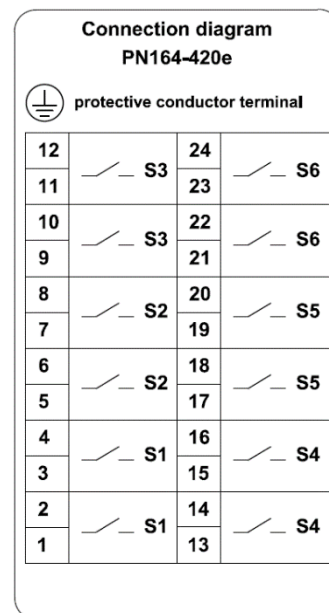 Connection diagram
PN164-420e
protective conductor terminal
12 24
S3 S6
11 23
10 22
S3 S6
9 21
8 20
S2 S5
7 19
6 18
S2 S5
5 17
4 16
S1 S4
3 15
2 14
S1 S4
1 13